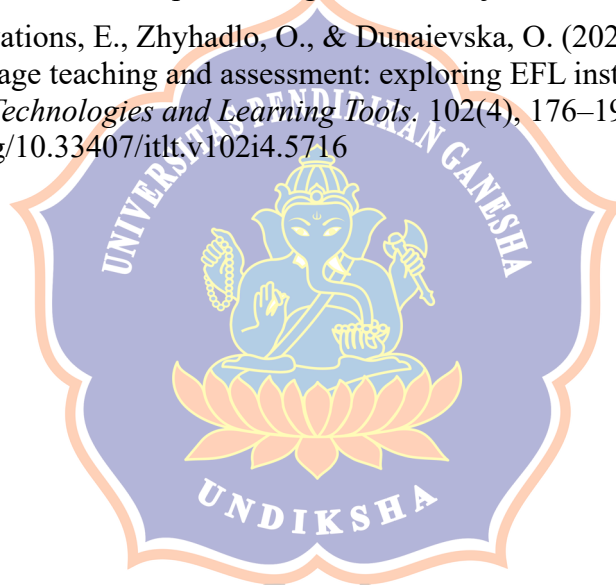 ations, E., Zhyhadlo, O., & Dunaievska, O. (202
age teaching and assessment: exploring EFL inst
Technologies and Learning Tools. 102(4), 176–19
g/10.33407/itlt.v102i4.5716
UNIVERSITAS PENDIDIKAN GANESHA
UNDIKSHA